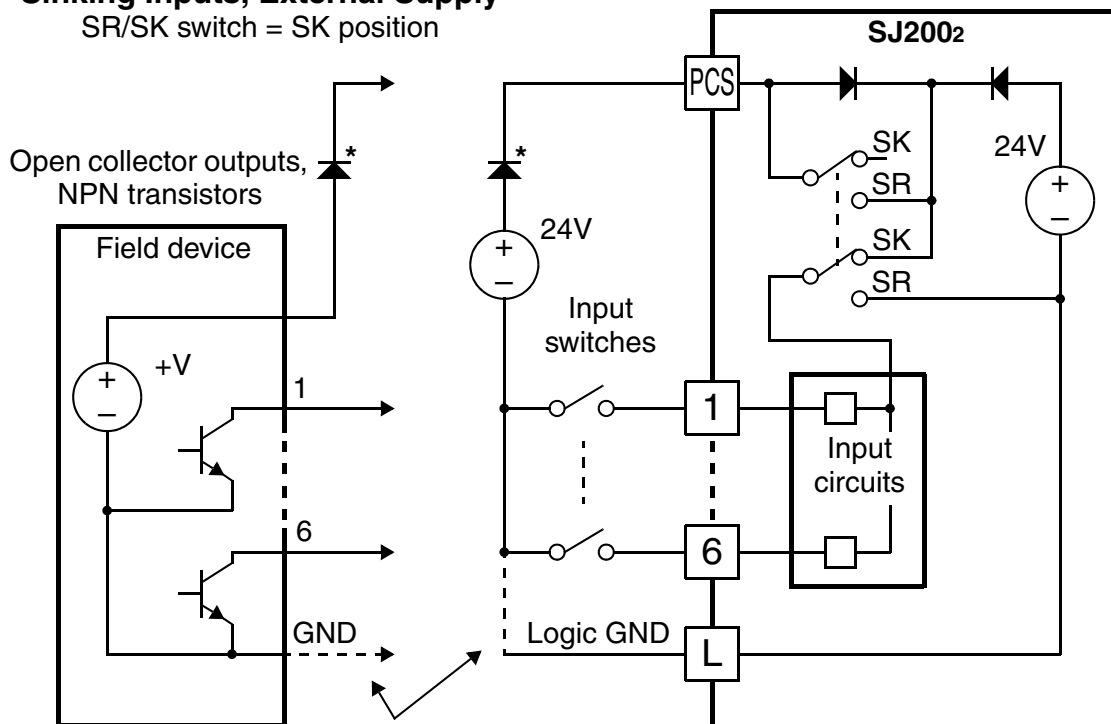 Sinking Inputs, External Supply
SR/SK switch = SK position
SJ2002
PCS
SK
SR
SK
SR
24V
+
–
*
*
Open collector outputs,
NPN transistors
Field device
24V
+
–
+V
+
–
Input
switches
1
1
Input
circuits
6
6
GND
Logic GND
L